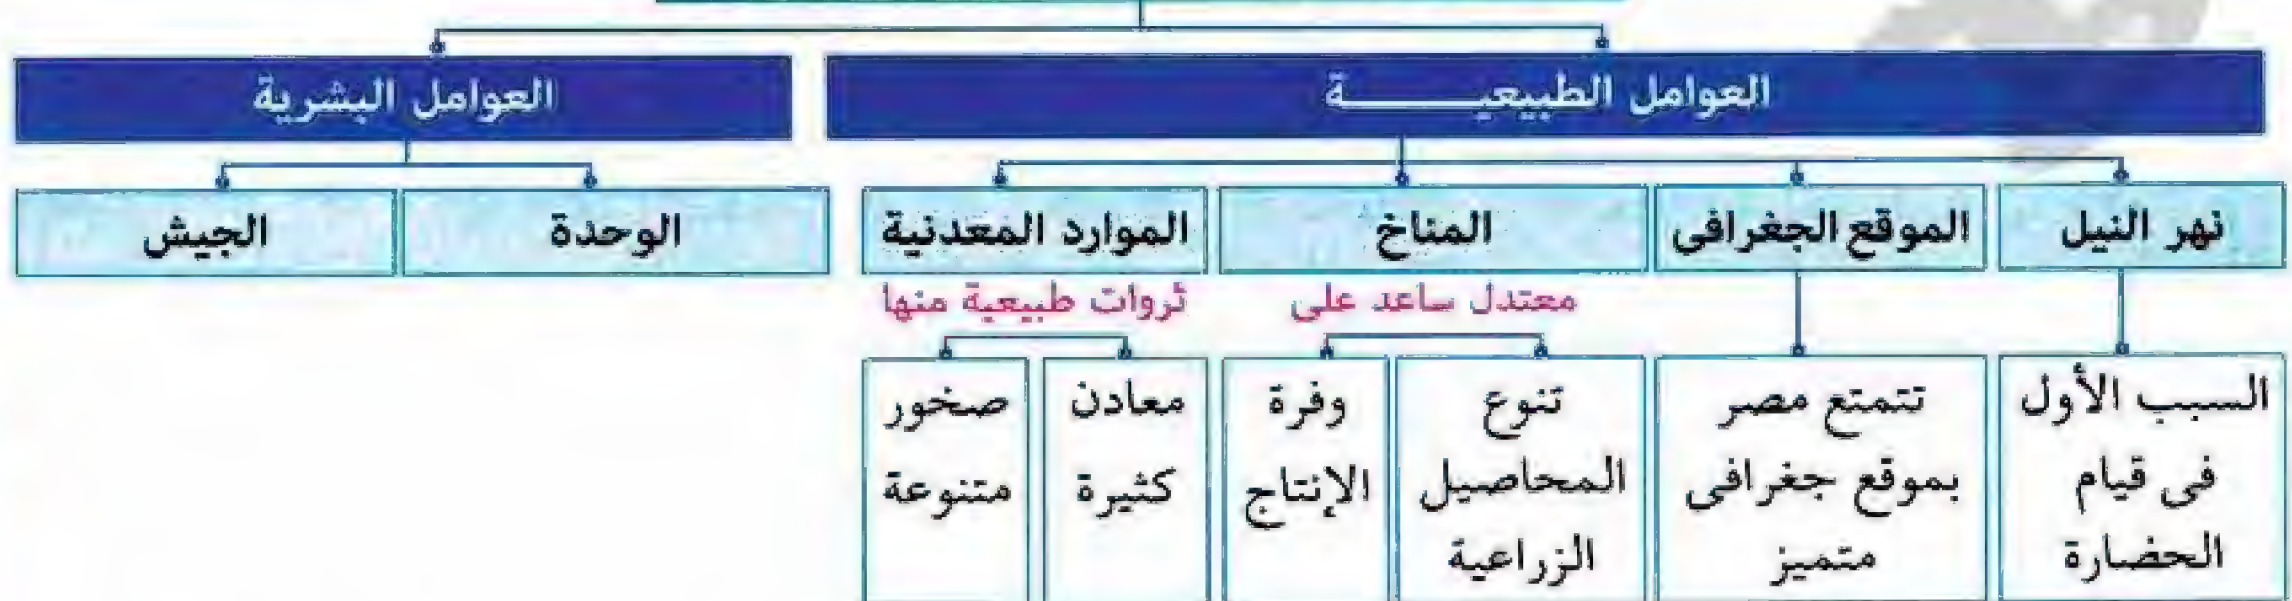 العوامل الطبيعيـــــــة
العوامل البشرية
نهر النيل
الموقع الجغرافى
المناخ
الموارد المعدنية
الوحدة
الجيش
معتدل ساعد على
ثروات طبيعية منها
السبب الأول
فى قيام
الحضارة
تتمتع مصر
بموقع جغرافى
متميز
تنوع
المحاصيل
الزراعية
وفرة
الإنتاج
معادن
كثيرة
صخور
متنوعة